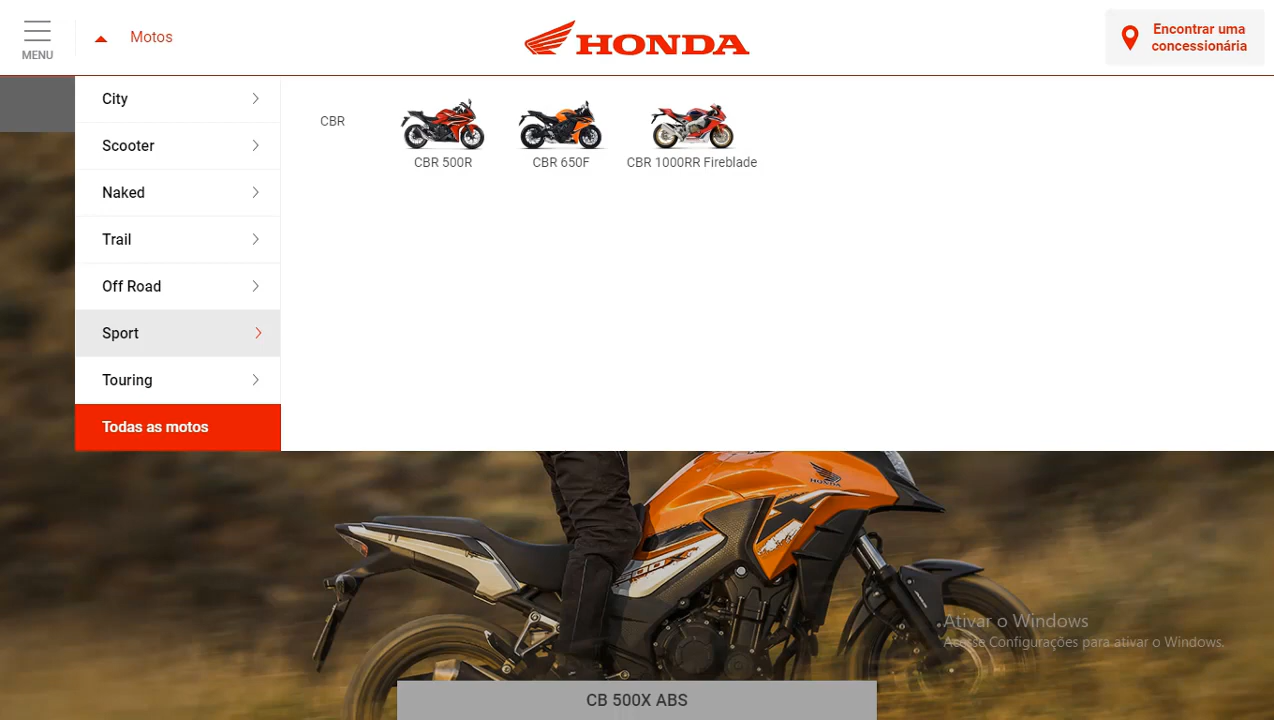 MENU
Motos
HONDA
Encontrar uma
concessionária
City
Scooter
Naked
Trail
Off Road
Sport
Touring
Todas as motos
CBR
CBR 500R
CBR 650F
CBR 1000RR Fireblade
HONDA
Ativar o Windows
Acesse Configurações para ativar o Windows.
CB 500X ABS